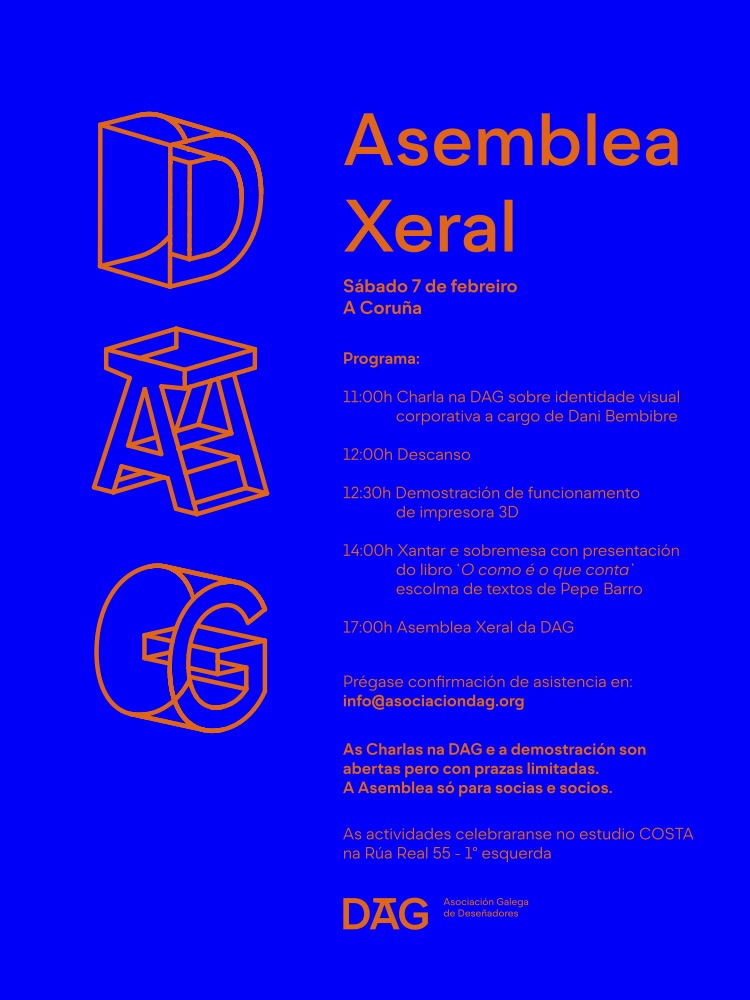 D
A
G
Asemblea
Xeral
Sábado 7 de febreiro
A Coruña
Programa:
11:00h Charla na DAG sobre identidade visual
corporativa a cargo de Dani Bembibre
12:00h Descanso
12:30h Demostración de funcionamento
de impresora 3D
14:00h Xantar e sobremesa con presentación
do libro ‘O como é o que conta’
escolma de textos de Pepe Barro
17:00h Asemblea Xeral da DAG
Prégase confirmación de asistencia en:
info@asociaciondag.org
As Charlas na DAG e a demostración son
abertas pero con prazas limitadas.
A Asemblea só para socias e socios.
As actividades celebraranse no estudio COSTA
na Rúa Real 55 - 1º esquerda
DAG
Asociación Galega
de Deseñadores